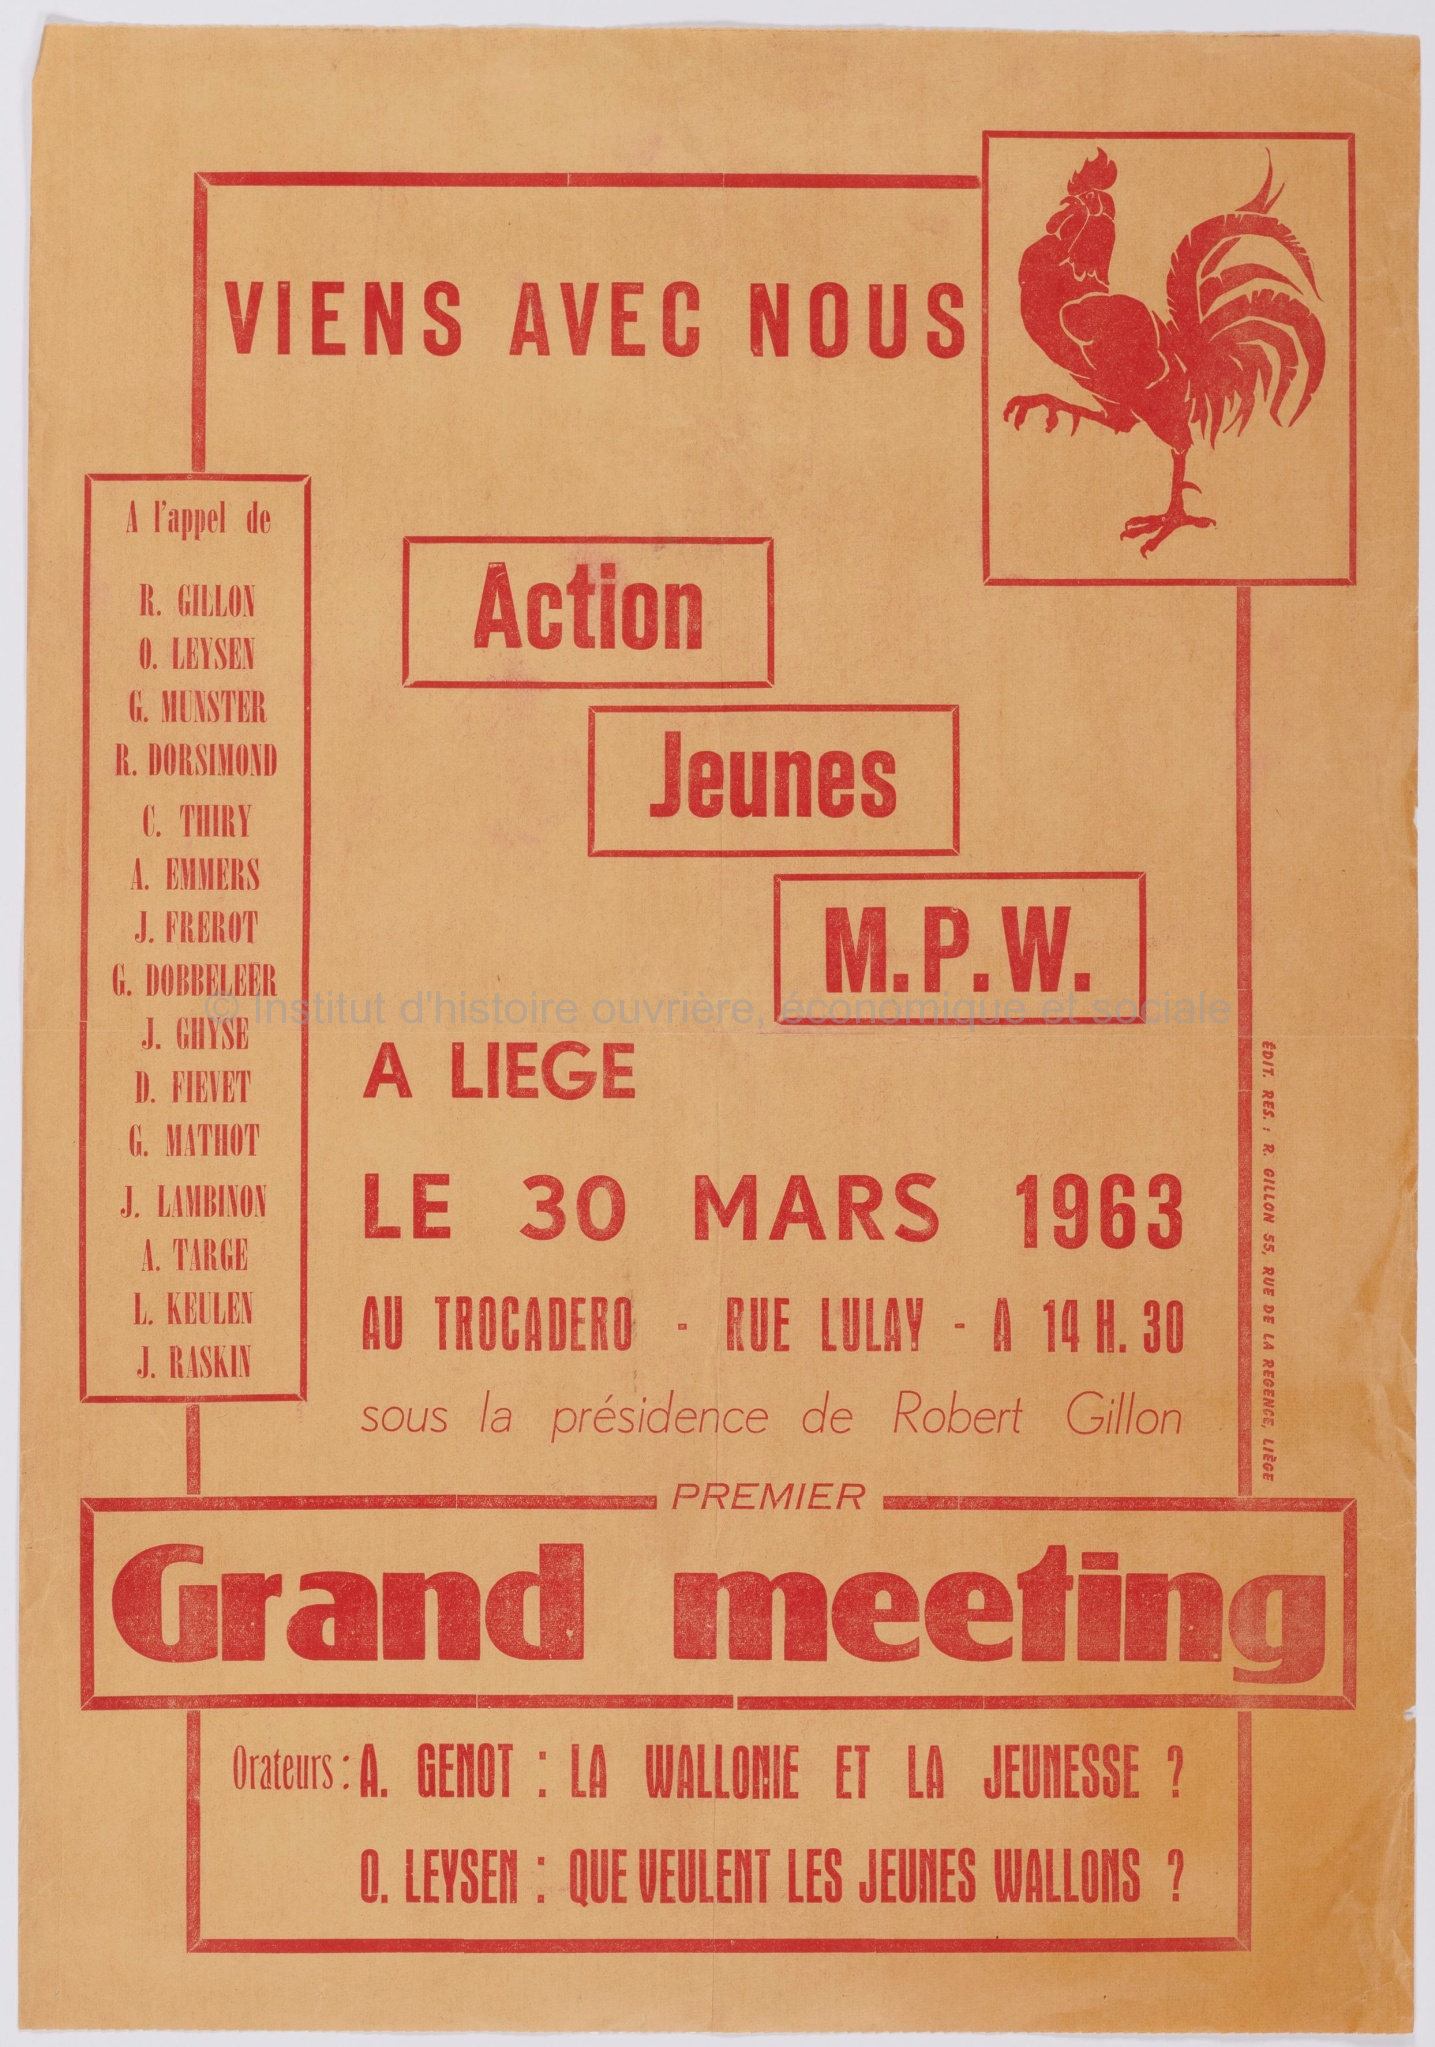 VIENS AVEC NOUS
A l'appel de
R. GILLON
O. LEYSEN
G. MUNSTER
R. DORSIMOND
C. THIRY
A. EMMERS
J. FREROT
G. DOBBELEER
J. GHYSE
D. FIEVET
G. MATHOT
J. LAMBINON
A. TARGE
L. KEULEN
J. RASKIN
Action
Jeunes
M.P.W.
© Institut d'histoire ouvrière, économique et sociale
A LIEGE
LE 30 MARS 1963
AU TROCADERO - RUE LULAY - A 14 H. 30
sous la présidence de Robert Gillon
ÉDIT. RES. : R. GILLON 55, RUE DE LA REGENCE, LIÈGE
PREMIER
Grand meeting
Orateurs : A. GENOT : LA WALLONIE ET LA JEUNESSE ?
O. LEYSEN : QUE VEULENT LES JEUNES WALLONS ?